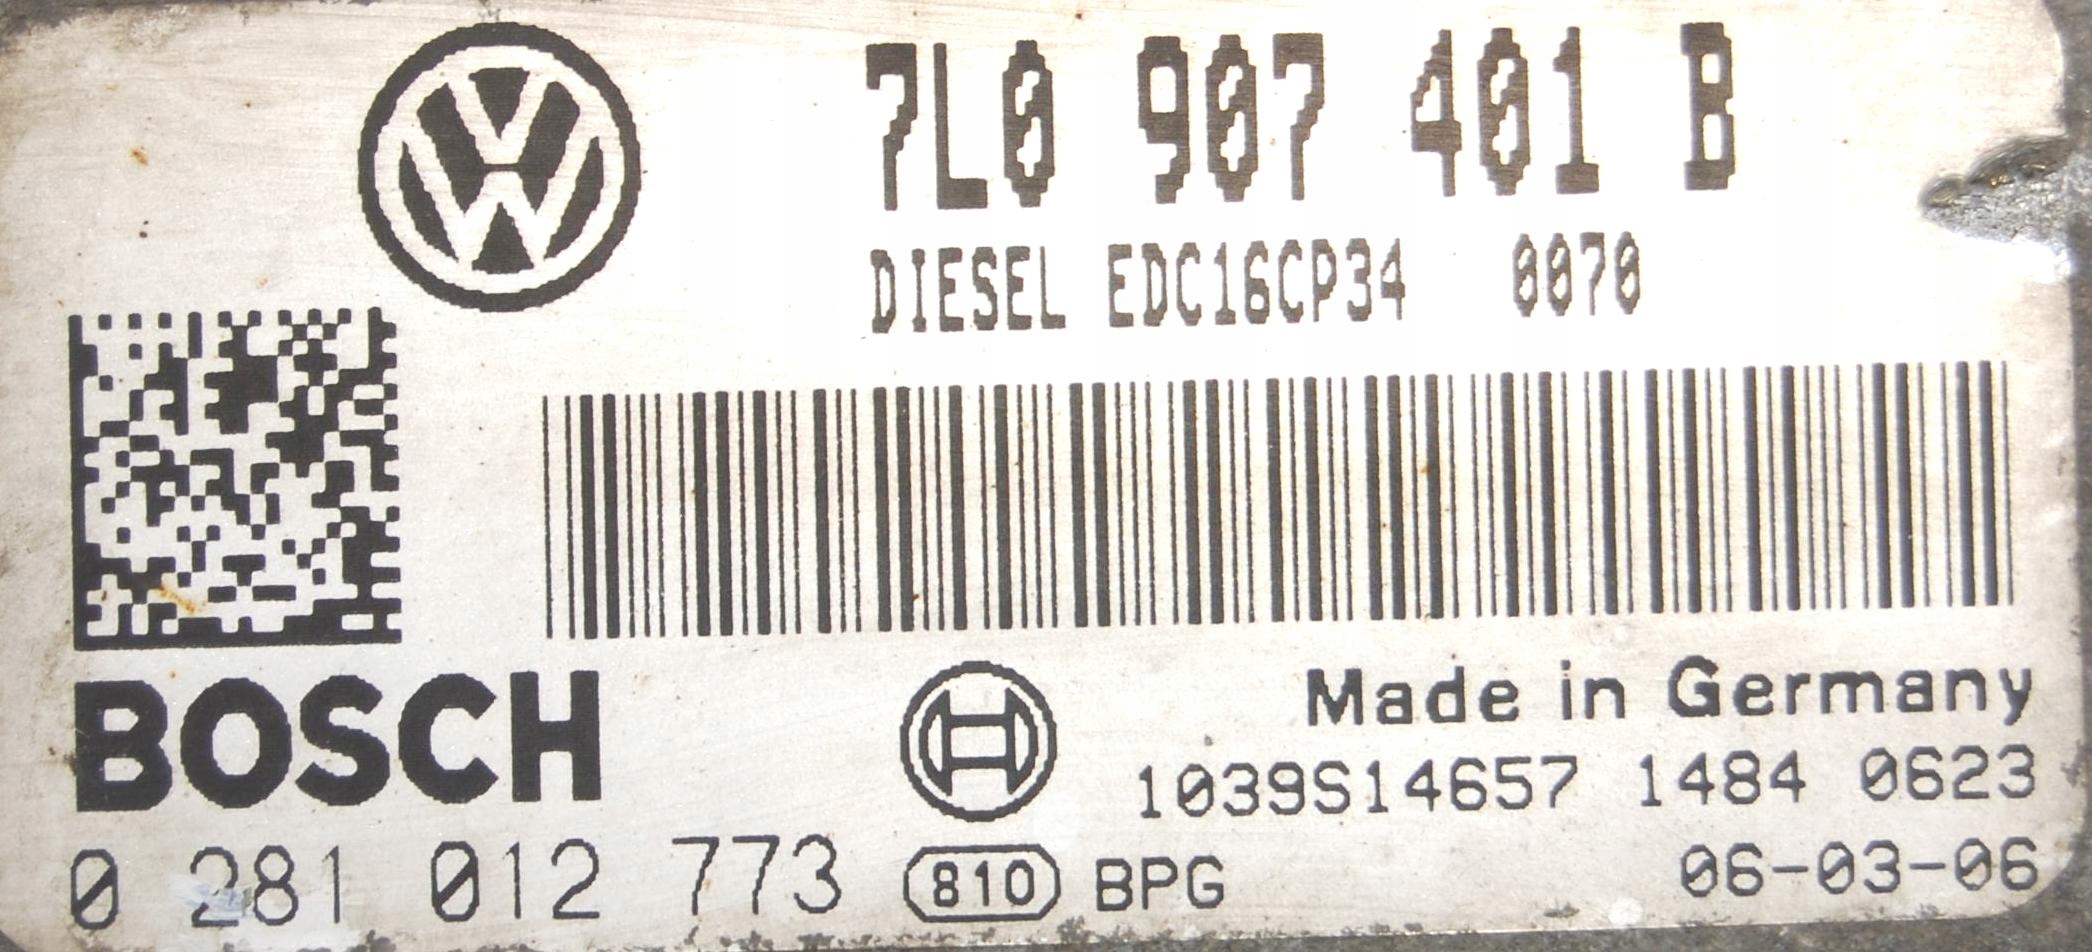 7L0 907 401 B
DIESEL EDC16CP34 0070
BOSCH
Made in Germany
1039S14657 1484 0623
0 281 012 773 810 BPG 06-03-06